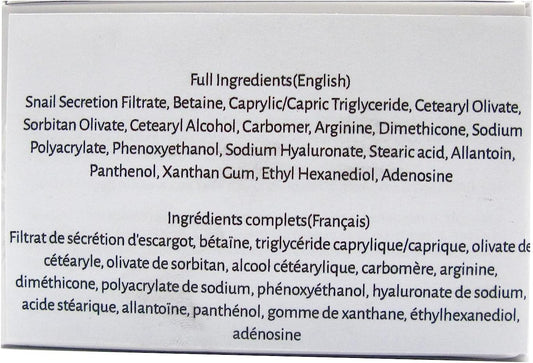 Full Ingredients(English)
Snail Secretion Filtrate, Betaine, Caprylic/Capric Triglyceride, Cetearyl Olivate,
Sorbitan Olivate, Cetearyl Alcohol, Carbomer, Arginine, Dimethicone, Sodium
Polyacrylate, Phenoxyethanol, Sodium Hyaluronate, Stearic acid, Allantoin,
Panthenol, Xanthan Gum, Ethyl Hexanediol, Adenosine
Ingrédients complets(Français)
Filtrat de sécrétion d'escargot, bétaïne, triglycéride caprylique/caprique, olivate de
cétéaryle, olivate de sorbitan, alcool cétéarylique, carbomère, arginine,
diméthicone, polyacrylate de sodium, phénoxyéthanol, hyaluronate de sodium,
acide stéarique, allantoïne, panthénol, gomme de xanthane, éthylhexanediol,
adénosine